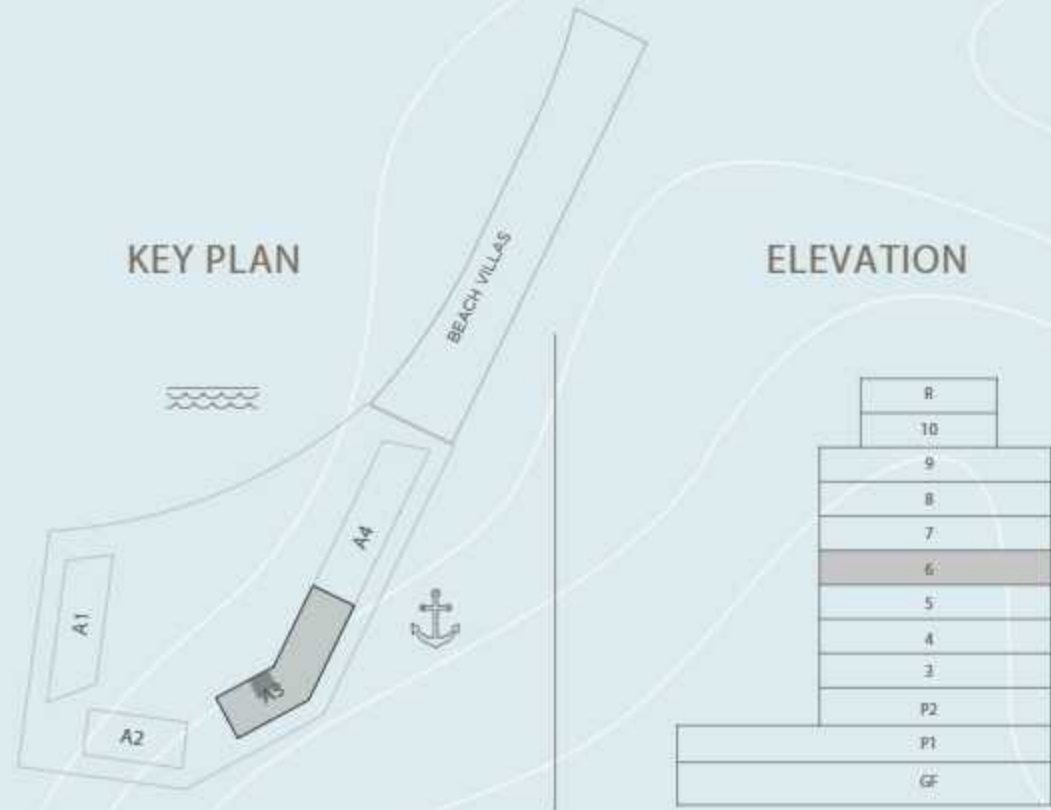 KEY PLAN
BEACH VILLAS
A4
A1
A3
A2
ELEVATION
R
10
9
8
7
6
5
4
3
P2
P1
GF